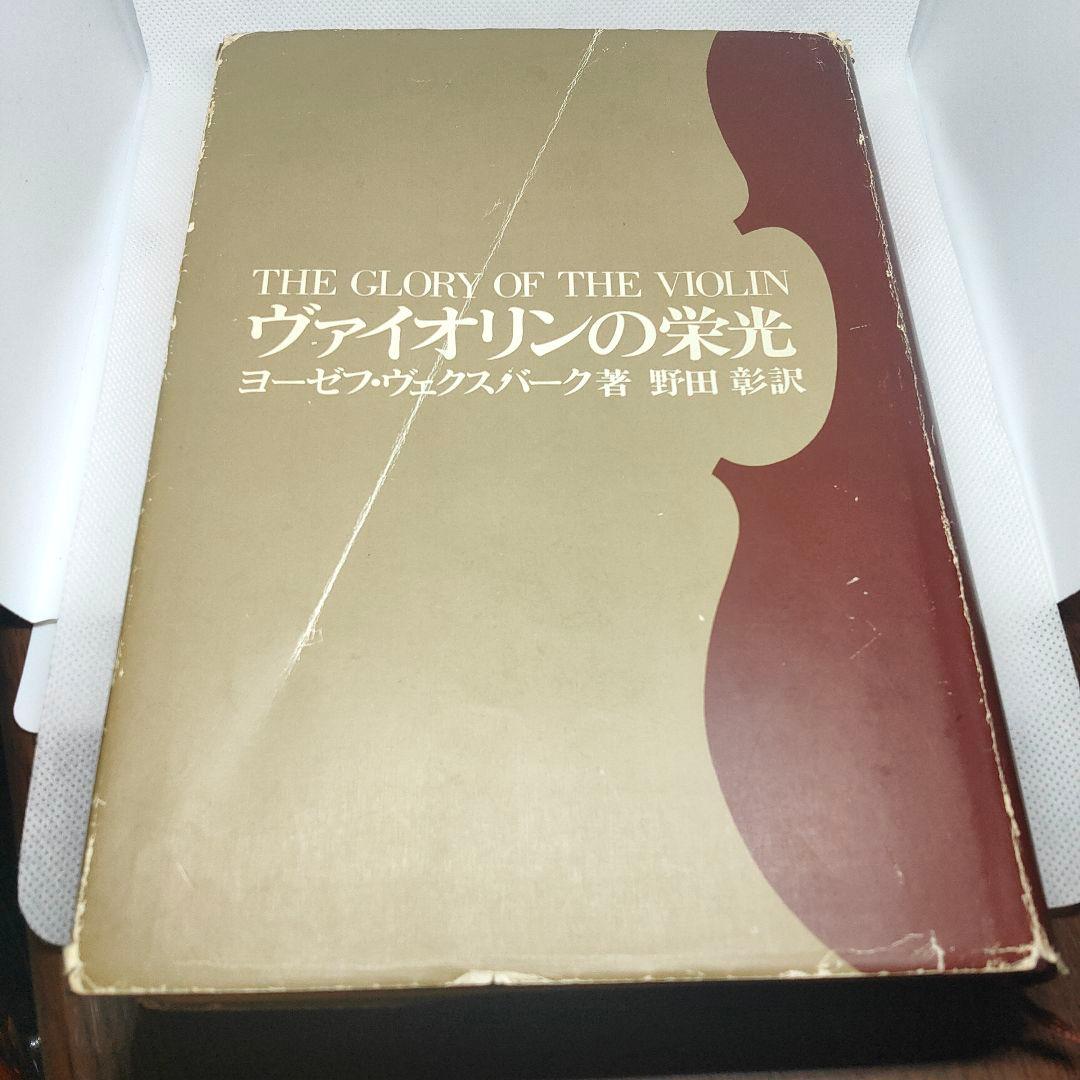 THE GLORY OF THE VIOLIN
ヴァイオリンの栄光
ヨーゼフ・ヴェクスバーク著 野田 彰訳